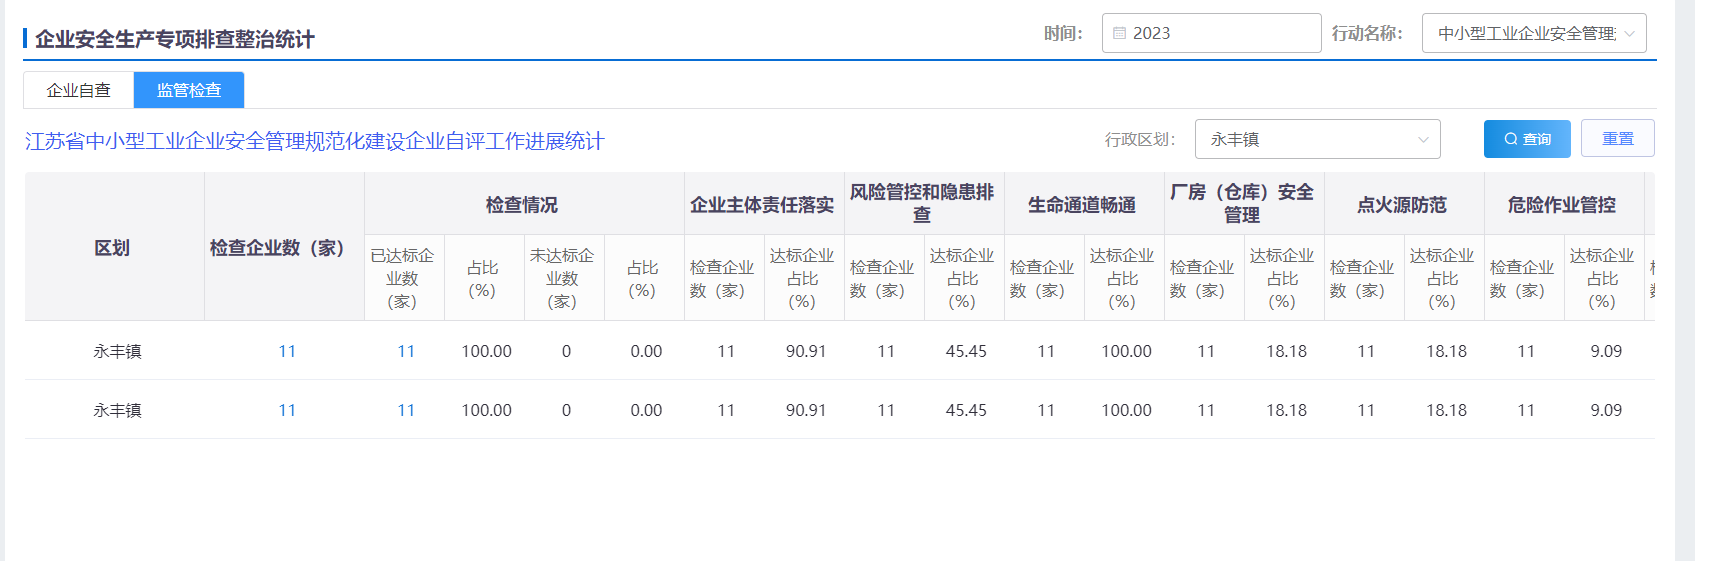 企业安全生产专项排查整治统计
时间： 2023 行动名称： 中小型工业企业安全管理
企业自查 监管检查
江苏省中小型工业企业安全管理规范化建设企业自评工作进展统计
行政区划： 永丰镇 查询 重置
区划
检查企业数（家）
检查情况
企业主体责任落实
风险管控和隐患排
查
生命通道畅通
厂房（仓库）安全
管理
点火源防范
危险作业管控
已达标企
业数
（家）
占比
（%）
未达标企
业数
（家）
占比
（%）
检查企业
数（家）
达标企业
占比
（%）
检查企业
数（家）
达标企业
占比
（%）
检查企业
数（家）
达标企业
占比
（%）
检查企业
数（家）
达标企业
占比
（%）
检查企业
数（家）
达标企业
占比
（%）
检查企业
数（家）
达标企业
占比
（%）
永丰镇 11 11 100.00 0 0.00 11 90.91 11 45.45 11 100.00 11 18.18 11 18.18 11 9.09
永丰镇 11 11 100.00 0 0.00 11 90.91 11 45.45 11 100.00 11 18.18 11 18.18 11 9.09